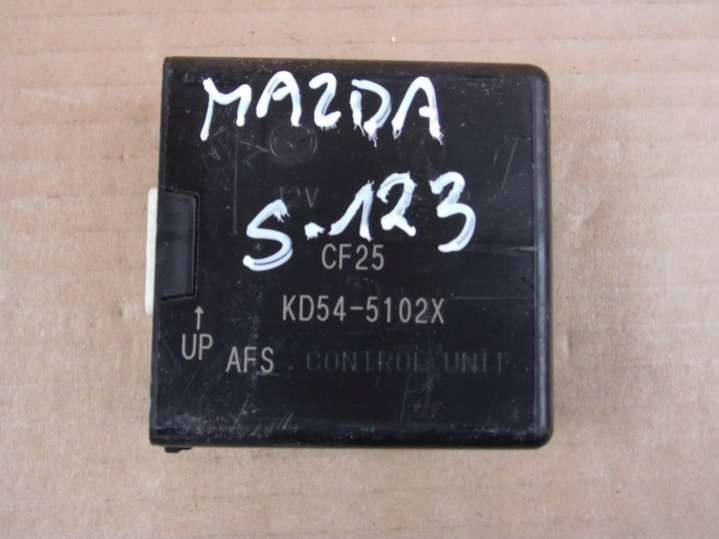 MAZDA
12V
S-123
CF25
KD54-5102X
↑
UP AFS CONTROL UNIT